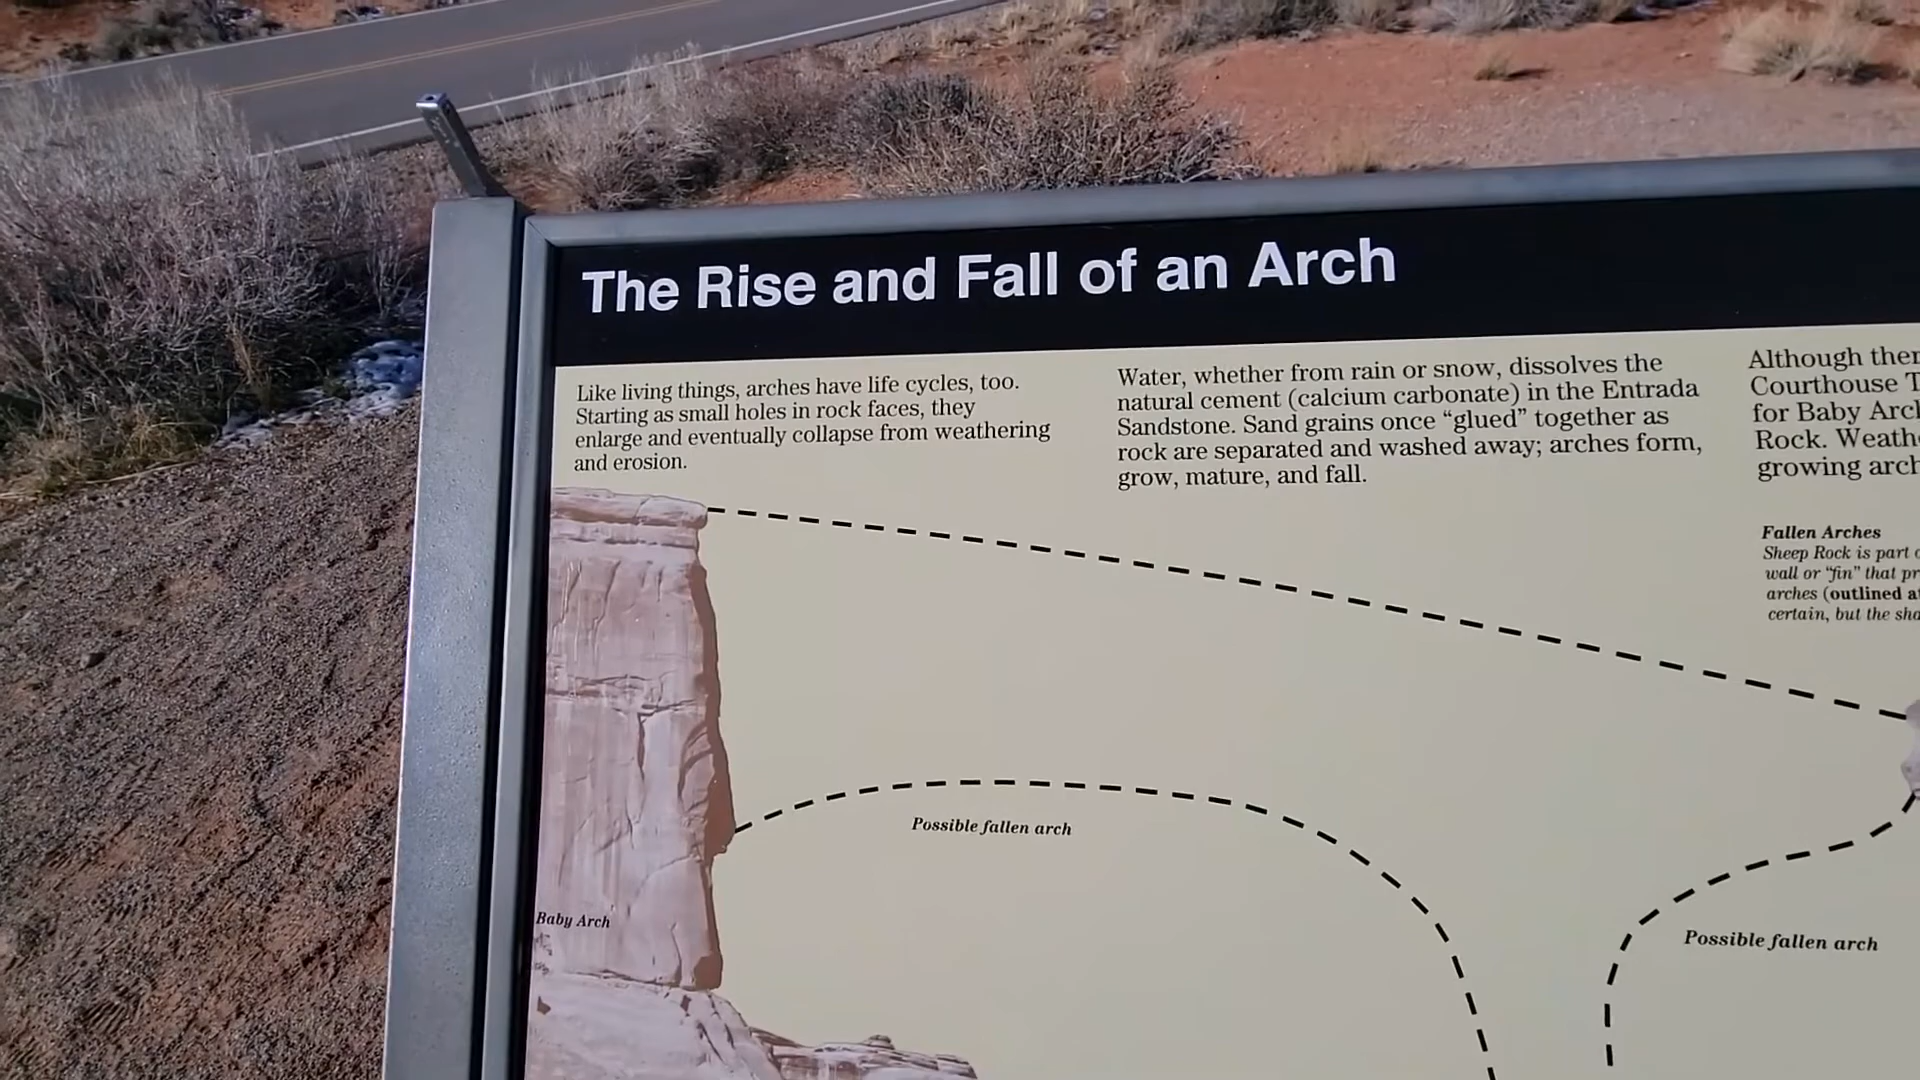 The Rise and Fall of an Arch
Like living things, arches have life cycles, too.
Starting as small holes in rock faces, they
enlarge and eventually collapse from weathering
and erosion.
Water, whether from rain or snow, dissolves the
natural cement (calcium carbonate) in the Entrada
Sandstone. Sand grains once “glued” together as
rock are separated and washed away; arches form,
grow, mature, and fall.
Although
Courthouse
for Baby
Rock.
growing
Fallen Arches
Sheep Rock is part
wall or “fin” that
arches (outlined
certain, but the
Possible fallen arch
Baby Arch
Possible fallen arch